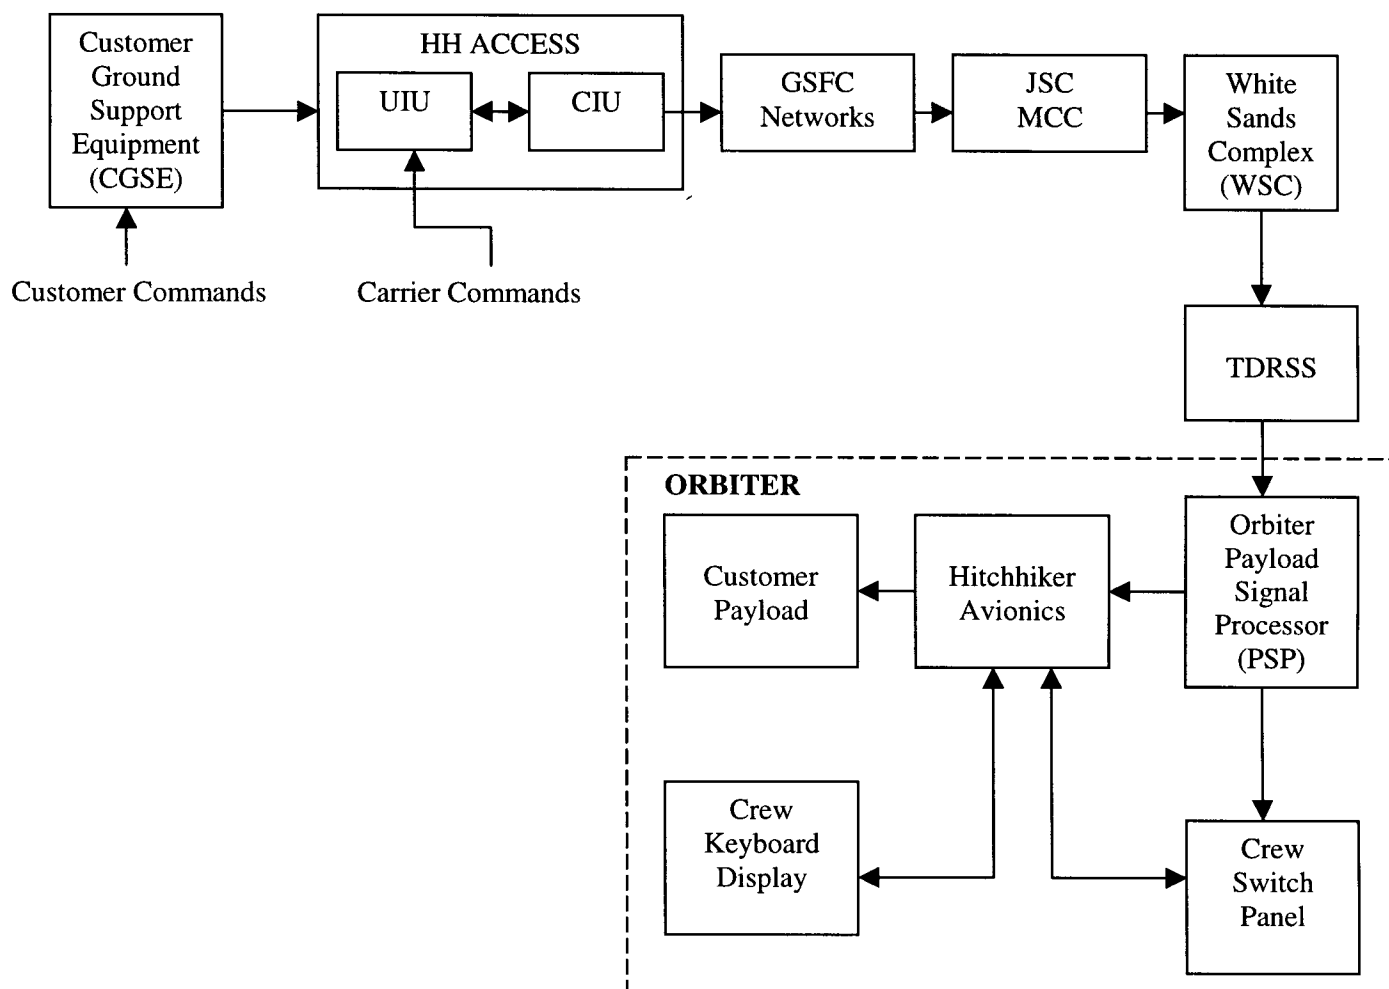 Customer
Ground
Support
Equipment
(CGSE)
HH ACCESS
UIU
CIU
GSFC
Networks
JSC
MCC
White
Sands
Complex
(WSC)
Customer Commands
Carrier Commands
TDRSS
ORBITER
Customer
Payload
Hitchhiker
Avionics
Orbiter
Payload
Signal
Processor
(PSP)
Crew
Keyboard
Display
Crew
Switch
Panel